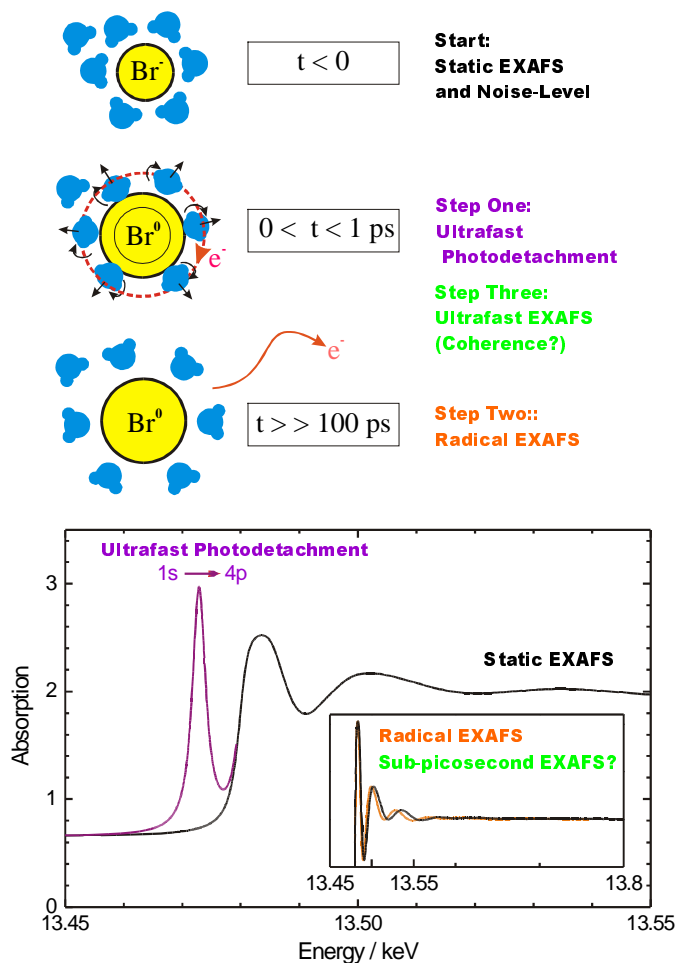 Br-
t < 0
Start:
Static EXAFS
and Noise-Level
Br0
e-
0 < t < 1 ps
Step One:
Ultrafast
Photodetachment
Step Three:
Ultrafast EXAFS
(Coherence?)
e-
Br0
t > > 100 ps
Step Two::
Radical EXAFS
Ultrafast Photodetachment
1s 4p
Static EXAFS
Radical EXAFS
Sub-picosecond EXAFS?
13.45 13.55 13.8
Absorption
3
2
1
0
13.45 13.50 13.55
Energy / keV